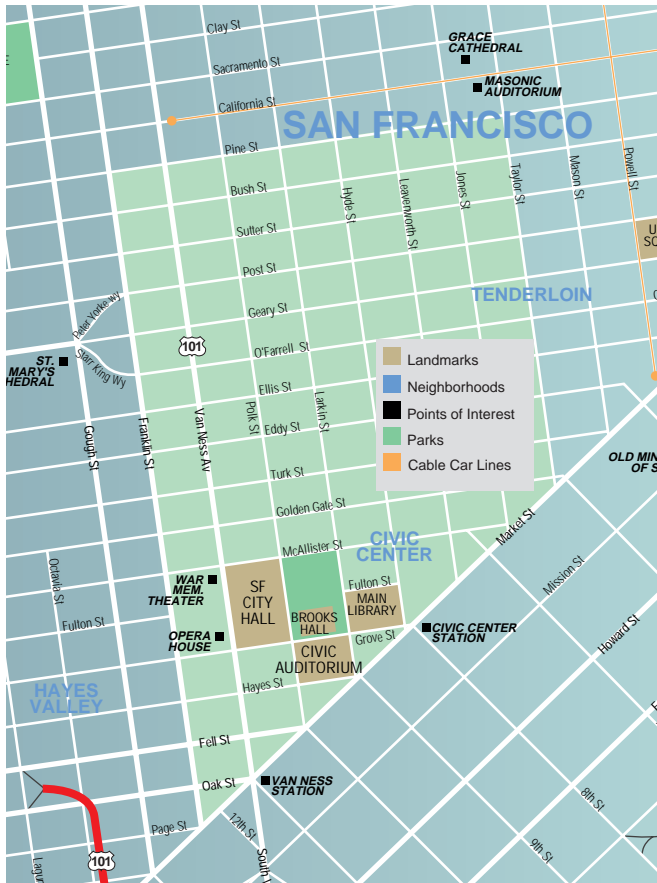 Clay St
GRACE
CATHEDRAL
Sacramento St
MASONIC
AUDITORIUM
California St
SAN FRANCISCO
Pine St
Bush St
Hyde St
Leavenworth St
Jones St
Taylor St
Mason St
Powell St
Sutter St
Post St
TENDERLOIN
Geary St
Peter Yorke wy
101
O'Farrell St
ST.
MARY'S
HEDRAL
Starr King Wy
Landmarks
Neighborhoods
Points of Interest
Parks
Cable Car Lines
Ellis St
Gough St
Franklin St
Van Ness Av
Polk St
Larkin St
Eddy St
Turk St
OLD MIN
OF S
Golden Gate St
Market St
McAllister St
CIVIC
CENTER
Octavia St
WAR
MEM.
THEATER
SF
CITY
HALL
Fulton St
MAIN
LIBRARY
Mission St
Fulton St
OPERA
HOUSE
BROOKS
HALL
Grove St
CIVIC CENTER
STATION
Howard St
CIVIC
AUDITORIUM
HAYES
VALLEY
Hayes St
Fell St
Oak St
VAN NESS
STATION
Page St
12th St
8th St
9th St
101
Lagu
South